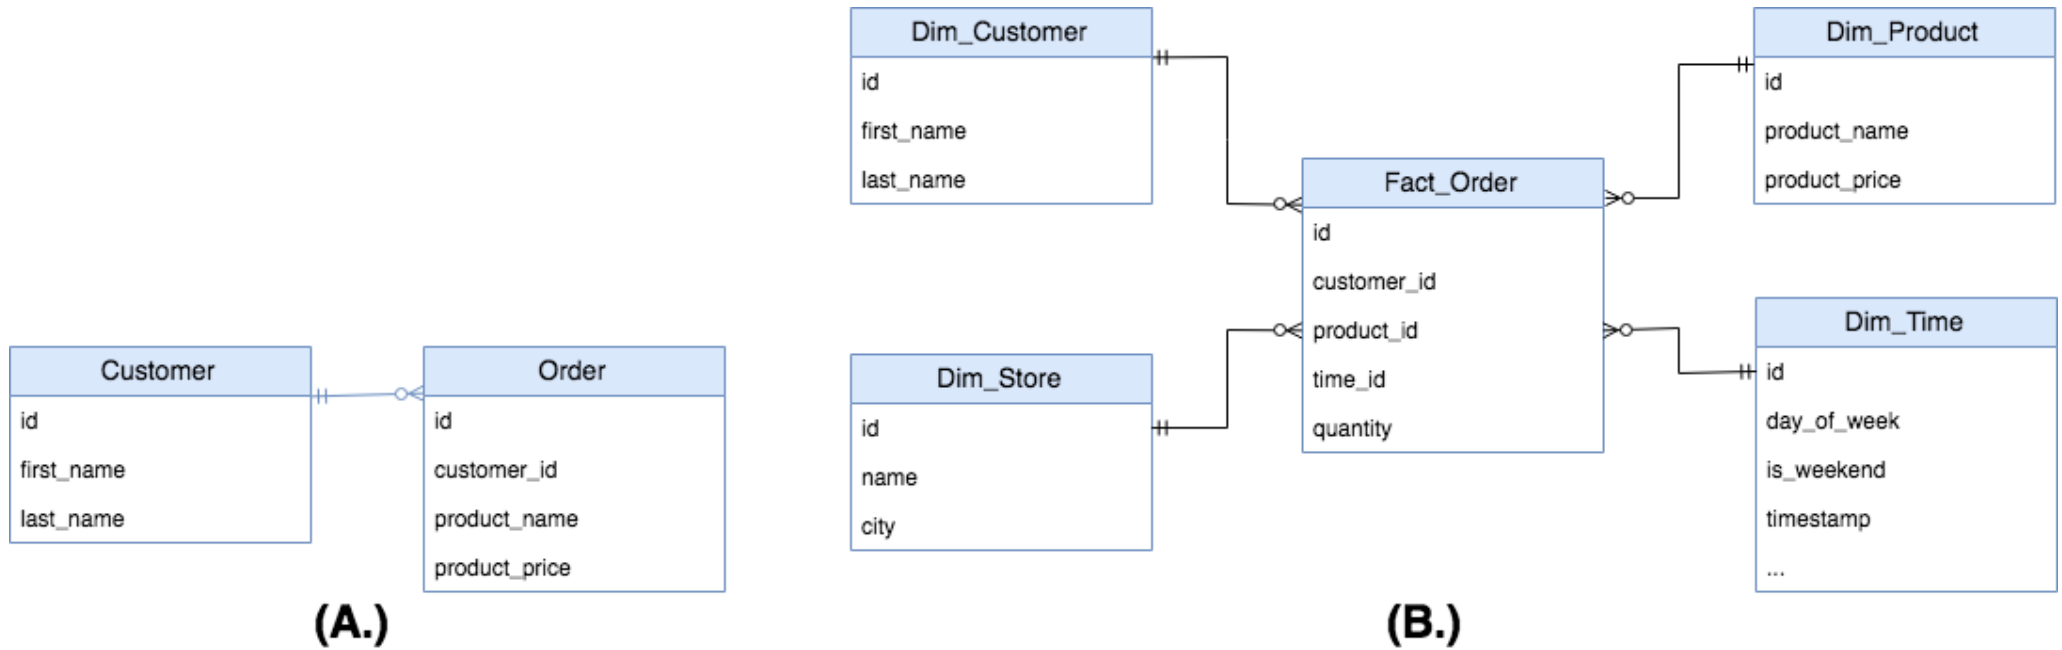 Customer
id
first_name
last_name
Order
id
customer_id
product_name
product_price
(A.)
Dim_Customer
id
first_name
last_name
Dim_Store
id
name
city
Fact_Order
id
customer_id
product_id
time_id
quantity
Dim_Product
id
product_name
product_price
Dim_Time
id
day_of_week
is_weekend
timestamp
...
(B.)